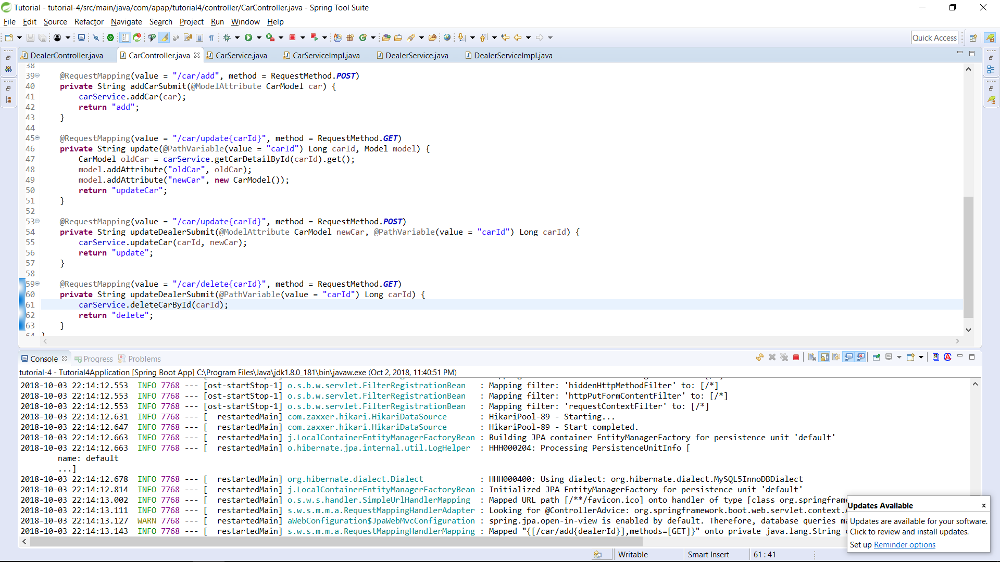 Tutorial - tutorial-4/src/main/java/com/apap/tutorial4/controller/CarController.java - Spring Tool Suite
File Edit Source Refactor Navigate Search Project Run Window Help
Quick Access
DealerController.java CarController.java CarService.java CarServiceImpl.java DealerService.java DealerServiceImpl.java
38
39 @RequestMapping(value = "/car/add", method = RequestMethod.POST)
40 private String addCarSubmit(@ModelAttribute CarModel car) {
41 carService.addCar(car);
42 return "add";
43 }
44
45 @RequestMapping(value = "/car/update{carId}", method = RequestMethod.GET)
46 private String update(@PathVariable(value = "carId") Long carId, Model model) {
47 CarModel oldCar = carService.getCarDetailById(carId).get();
48 model.addAttribute("oldCar", oldCar);
49 model.addAttribute("newCar", new CarModel());
50 return "updateCar";
51 }
52
53 @RequestMapping(value = "/car/update{carId}", method = RequestMethod.POST)
54 private String updateDealerSubmit(@ModelAttribute CarModel newCar, @PathVariable(value = "carId") Long carId) {
55 carService.updateCar(carId, newCar);
56 return "update";
57 }
58
59 @RequestMapping(value = "/car/delete{carId}", method = RequestMethod.GET)
60 private String updateDealerSubmit(@PathVariable(value = "carId") Long carId) {
61 carService.deleteCarById(carId);
62 return "delete";
63 }
64 }
Console Progress Problems
tutorial-4 - Tutorial4Application [Spring Boot App] C:\Program Files\Java\jdk1.8.0_181\bin\javaw.exe (Oct 2, 2018, 11:40:51 PM)
2018-10-03 22:14:12.553 INFO 7768 --- [ost-startStop-1] o.s.b.w.servlet.FilterRegistrationBean : Mapping filter: 'hiddenHttpMethodFilter' to: [/*]
2018-10-03 22:14:12.553 INFO 7768 --- [ost-startStop-1] o.s.b.w.servlet.FilterRegistrationBean : Mapping filter: 'httpPutFormContentFilter' to: [/*]
2018-10-03 22:14:12.553 INFO 7768 --- [ost-startStop-1] o.s.b.w.servlet.FilterRegistrationBean : Mapping filter: 'requestContextFilter' to: [/*]
2018-10-03 22:14:12.631 INFO 7768 --- [ restartedMain] com.zaxxer.hikari.HikariDataSource : HikariPool-89 - Starting...
2018-10-03 22:14:12.647 INFO 7768 --- [ restartedMain] com.zaxxer.hikari.HikariDataSource : HikariPool-89 - Start completed.
2018-10-03 22:14:12.663 INFO 7768 --- [ restartedMain] j.LocalContainerEntityManagerFactoryBean : Building JPA container EntityManagerFactory for persistence unit 'default'
2018-10-03 22:14:12.663 INFO 7768 --- [ restartedMain] o.hibernate.jpa.internal.util.LogHelper : HHH000204: Processing PersistenceUnitInfo [
name: default
...]
2018-10-03 22:14:12.678 INFO 7768 --- [ restartedMain] org.hibernate.dialect.Dialect : HHH000400: Using dialect: org.hibernate.dialect.MySQL5InnoDBDialect
2018-10-03 22:14:12.814 INFO 7768 --- [ restartedMain] j.LocalContainerEntityManagerFactoryBean : Initialized JPA EntityManagerFactory for persistence unit 'default'
2018-10-03 22:14:13.002 INFO 7768 --- [ restartedMain] o.s.w.s.handler.SimpleUrlHandlerMapping : Mapped URL path [/**/favicon.ico] onto handler of type [class org.springframe
2018-10-03 22:14:13.111 INFO 7768 --- [ restartedMain] s.w.s.m.m.a.RequestMappingHandlerAdapter : Looking for @ControllerAdvice: org.springframework.boot.web.servlet.context.
2018-10-03 22:14:13.127 WARN 7768 --- [ restartedMain] aWebConfiguration$JpaWebMvcConfiguration : spring.jpa.open-in-view is enabled by default. Therefore, database queries ma
2018-10-03 22:14:13.143 INFO 7768 --- [ restartedMain] s.w.s.m.m.a.RequestMappingHandlerMapping : Mapped "{[/car/add{dealerId}],methods=[GET]}" onto private java.lang.String
Updates Available
Updates are available for your software.
Click to review and install updates.
Set up Reminder options
Writable Smart Insert 61 : 41